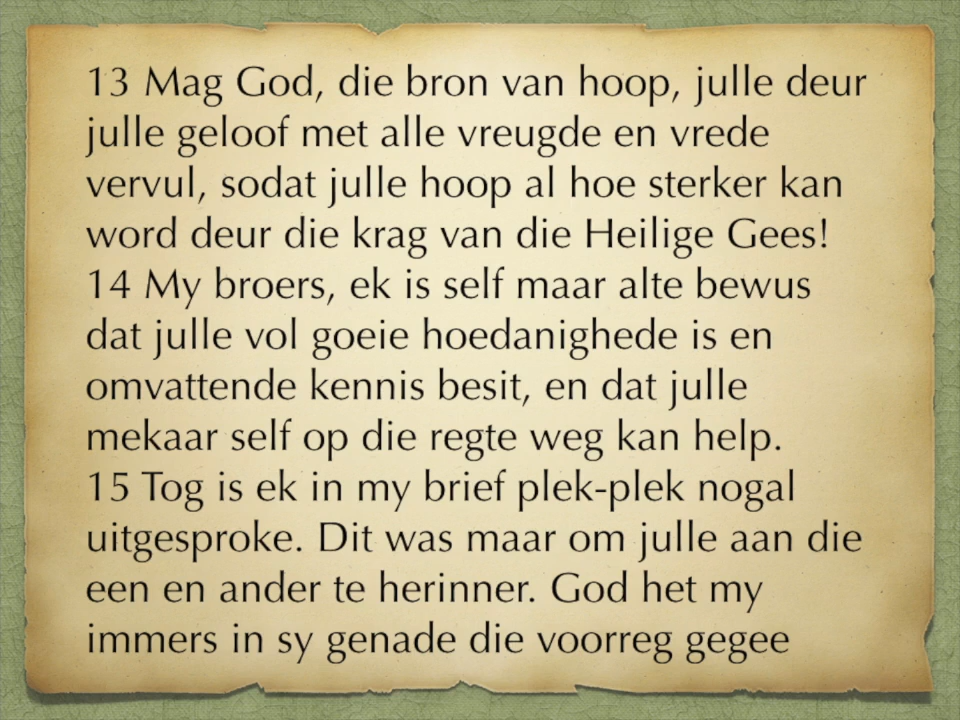 13 Mag God, die bron van hoop, julle deur
julle geloof met alle vreugde en vrede
vervul, sodat julle hoop al hoe sterker kan
word deur die krag van die Heilige Gees!
14 My broers, ek is self maar alte bewus
dat julle vol goeie hoedanighede is en
omvattende kennis besit, en dat julle
mekaar self op die regte weg kan help.
15 Tog is ek in my brief plek-plek nogal
uitgesproke. Dit was maar om julle aan die
een en ander te herinner. God het my
immers in sy genade die voorreg gegee